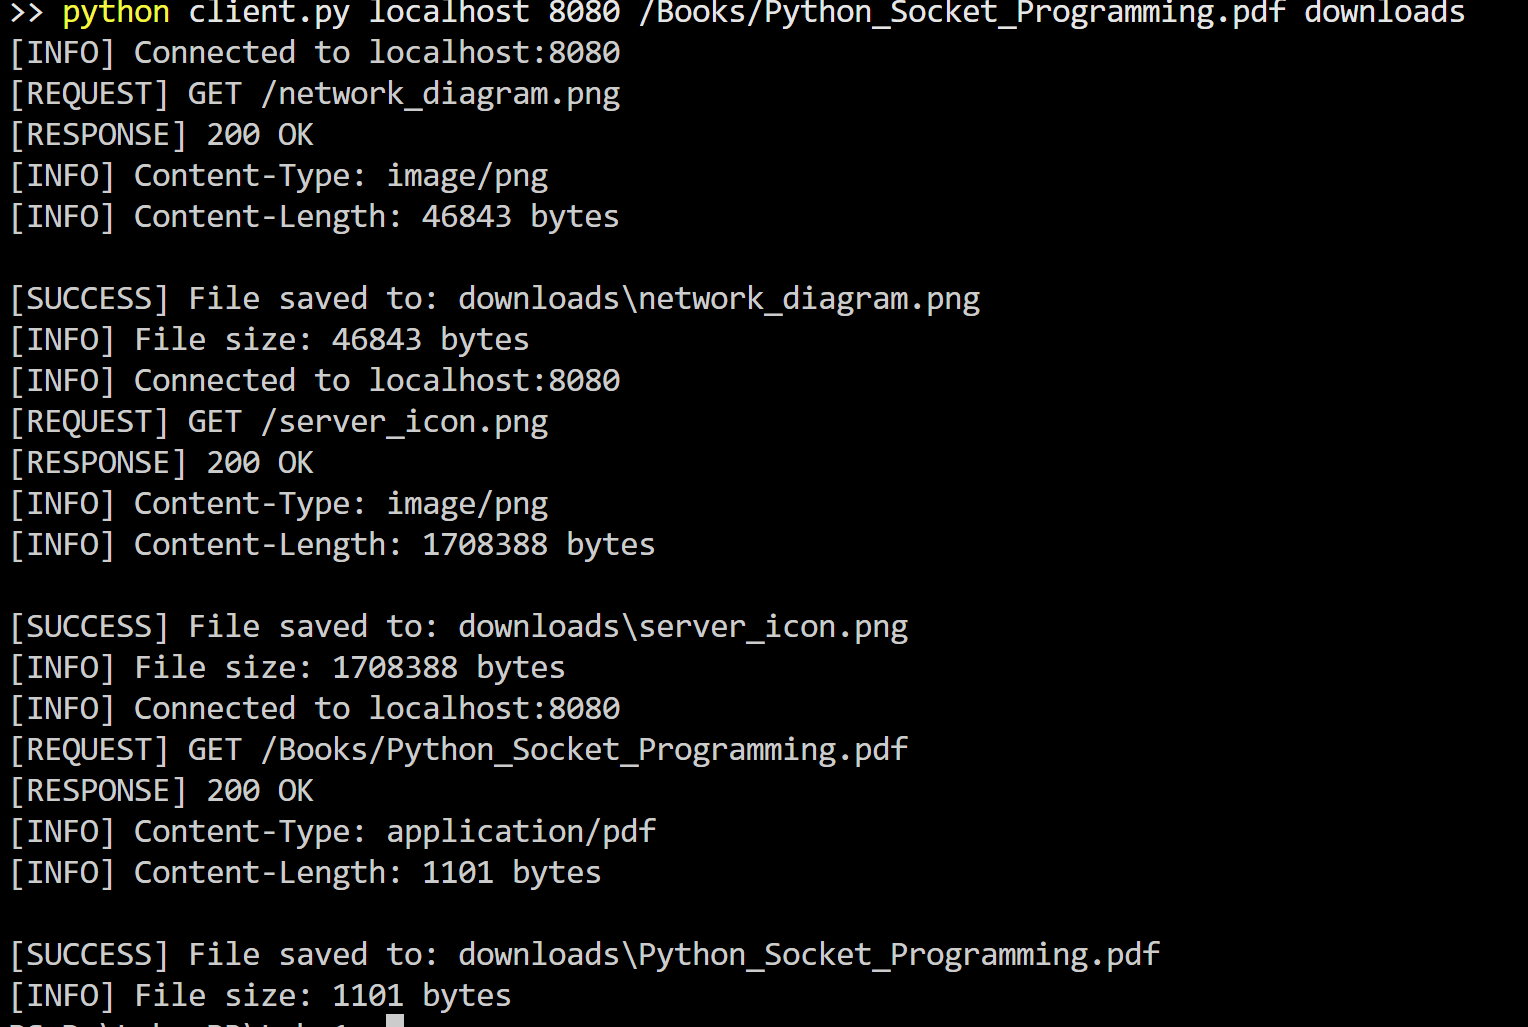 >> python client.py localhost 8080 /Books/Python_Socket_Programming.pdf downloads
[INFO] Connected to localhost:8080
[REQUEST] GET /network_diagram.png
[RESPONSE] 200 OK
[INFO] Content-Type: image/png
[INFO] Content-Length: 46843 bytes
[SUCCESS] File saved to: downloads\network_diagram.png
[INFO] File size: 46843 bytes
[INFO] Connected to localhost:8080
[REQUEST] GET /server_icon.png
[RESPONSE] 200 OK
[INFO] Content-Type: image/png
[INFO] Content-Length: 1708388 bytes
[SUCCESS] File saved to: downloads\server_icon.png
[INFO] File size: 1708388 bytes
[INFO] Connected to localhost:8080
[REQUEST] GET /Books/Python_Socket_Programming.pdf
[RESPONSE] 200 OK
[INFO] Content-Type: application/pdf
[INFO] Content-Length: 1101 bytes
[SUCCESS] File saved to: downloads\Python_Socket_Programming.pdf
[INFO] File size: 1101 bytes